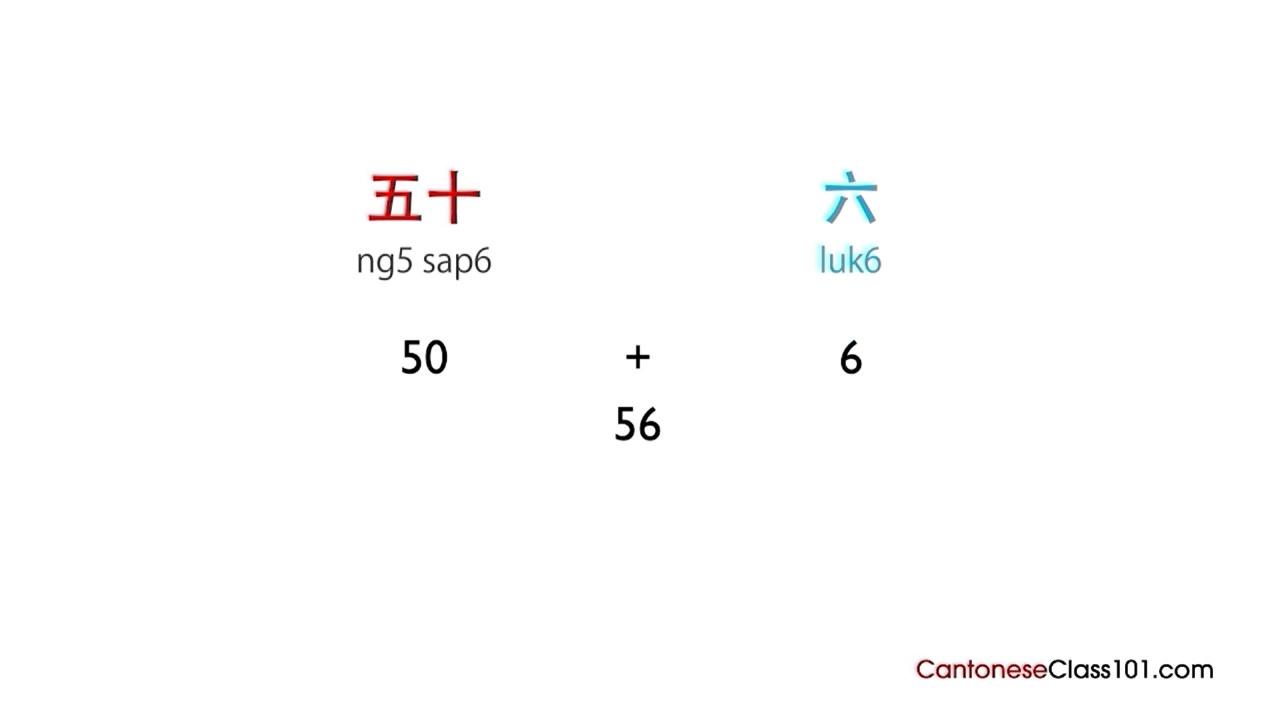 五十 六
ng5 sap6 luk6
50 + 6
56
CantoneseClass101.com